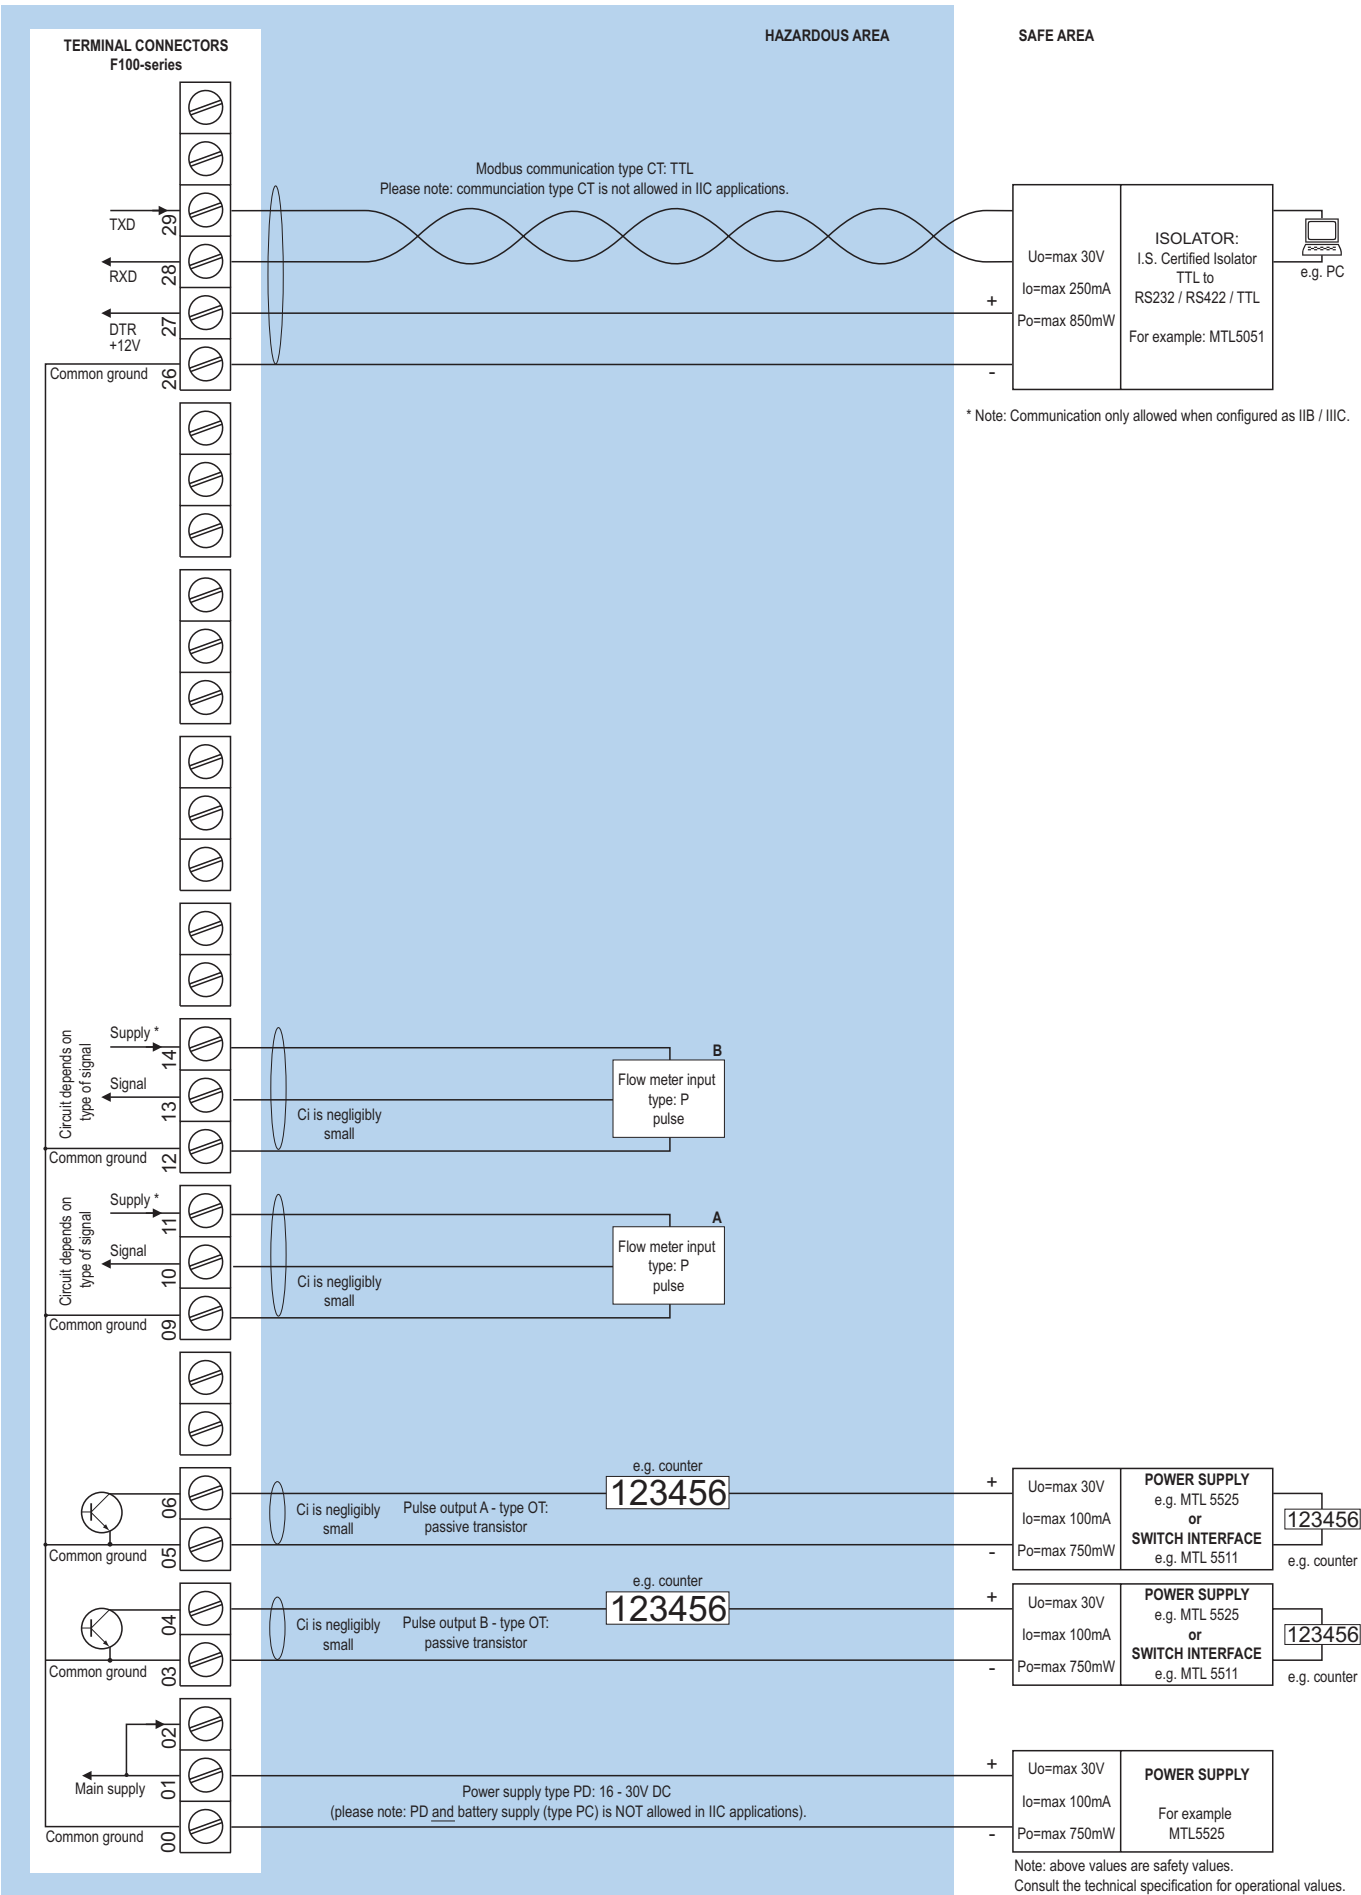 HAZARDOUS AREA
SAFE AREA
TERMINAL CONNECTORS
F100-series
Modbus communication type CT: TTL
Please note: communciation type CT is not allowed in IIC applications.
TXD
29
RXD
28
DTR
+12V
27
Common ground
26
+
-
Uo=max 30V
Io=max 250mA
Po=max 850mW
ISOLATOR:
I.S. Certified Isolator
TTL to
RS232 / RS422 / TTL
For example: MTL5051
e.g. PC
* Note: Communication only allowed when configured as IIB / IIIC.
Circuit depends on
type of signal
Supply *
14
Signal
13
Common ground
12
Ci is negligibly
small
B
Flow meter input
type: P
pulse
Circuit depends on
type of signal
Supply *
11
Signal
10
Common ground
09
Ci is negligibly
small
A
Flow meter input
type: P
pulse
06
Common ground
05
Ci is negligibly
small
Pulse output A - type OT:
passive transistor
e.g. counter
123456
+
-
Uo=max 30V
Io=max 100mA
Po=max 750mW
POWER SUPPLY
e.g. MTL 5525
or
SWITCH INTERFACE
e.g. MTL 5511
123456
e.g. counter
04
Common ground
03
Ci is negligibly
small
Pulse output B - type OT:
passive transistor
e.g. counter
123456
+
-
Uo=max 30V
Io=max 100mA
Po=max 750mW
POWER SUPPLY
e.g. MTL 5525
or
SWITCH INTERFACE
e.g. MTL 5511
123456
e.g. counter
02
Main supply
01
Common ground
00
Power supply type PD: 16 - 30V DC
(please note: PD and battery supply (type PC) is NOT allowed in IIC applications).
+
-
Uo=max 30V
Io=max 100mA
Po=max 750mW
POWER SUPPLY
For example
MTL5525
Note: above values are safety values.
Consult the technical specification for operational values.